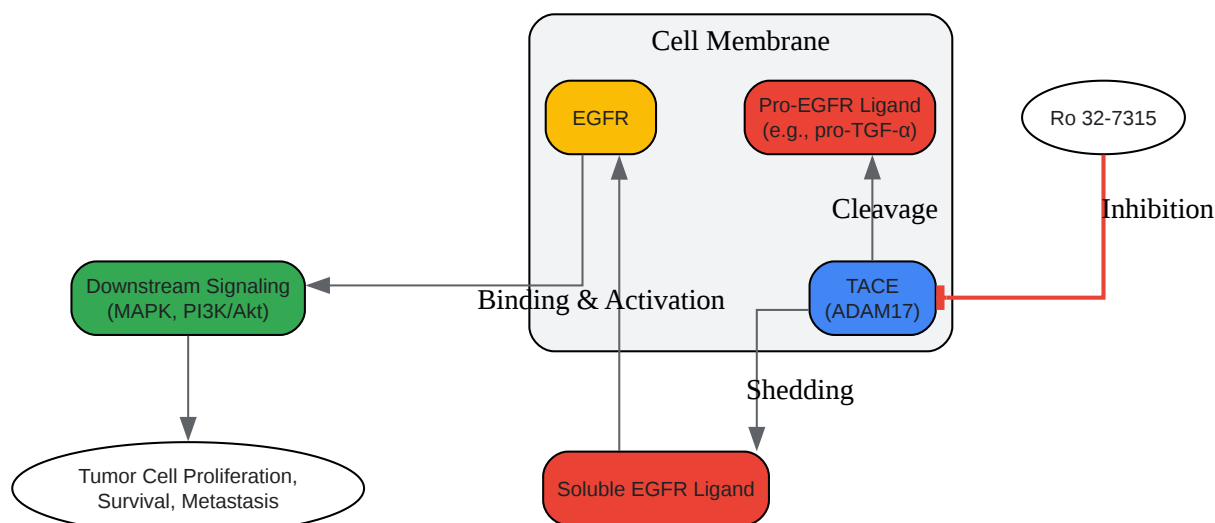 Cell Membrane
EGFR
Pro-EGFR Ligand
(e.g., pro-TGF-α)
Ro 32-7315
Cleavage
Inhibition
Downstream Signaling
(MAPK, PI3K/Akt)
Binding & Activation
TACE
(ADAM17)
Shedding
Tumor Cell Proliferation,
Survival, Metastasis
Soluble EGFR Ligand